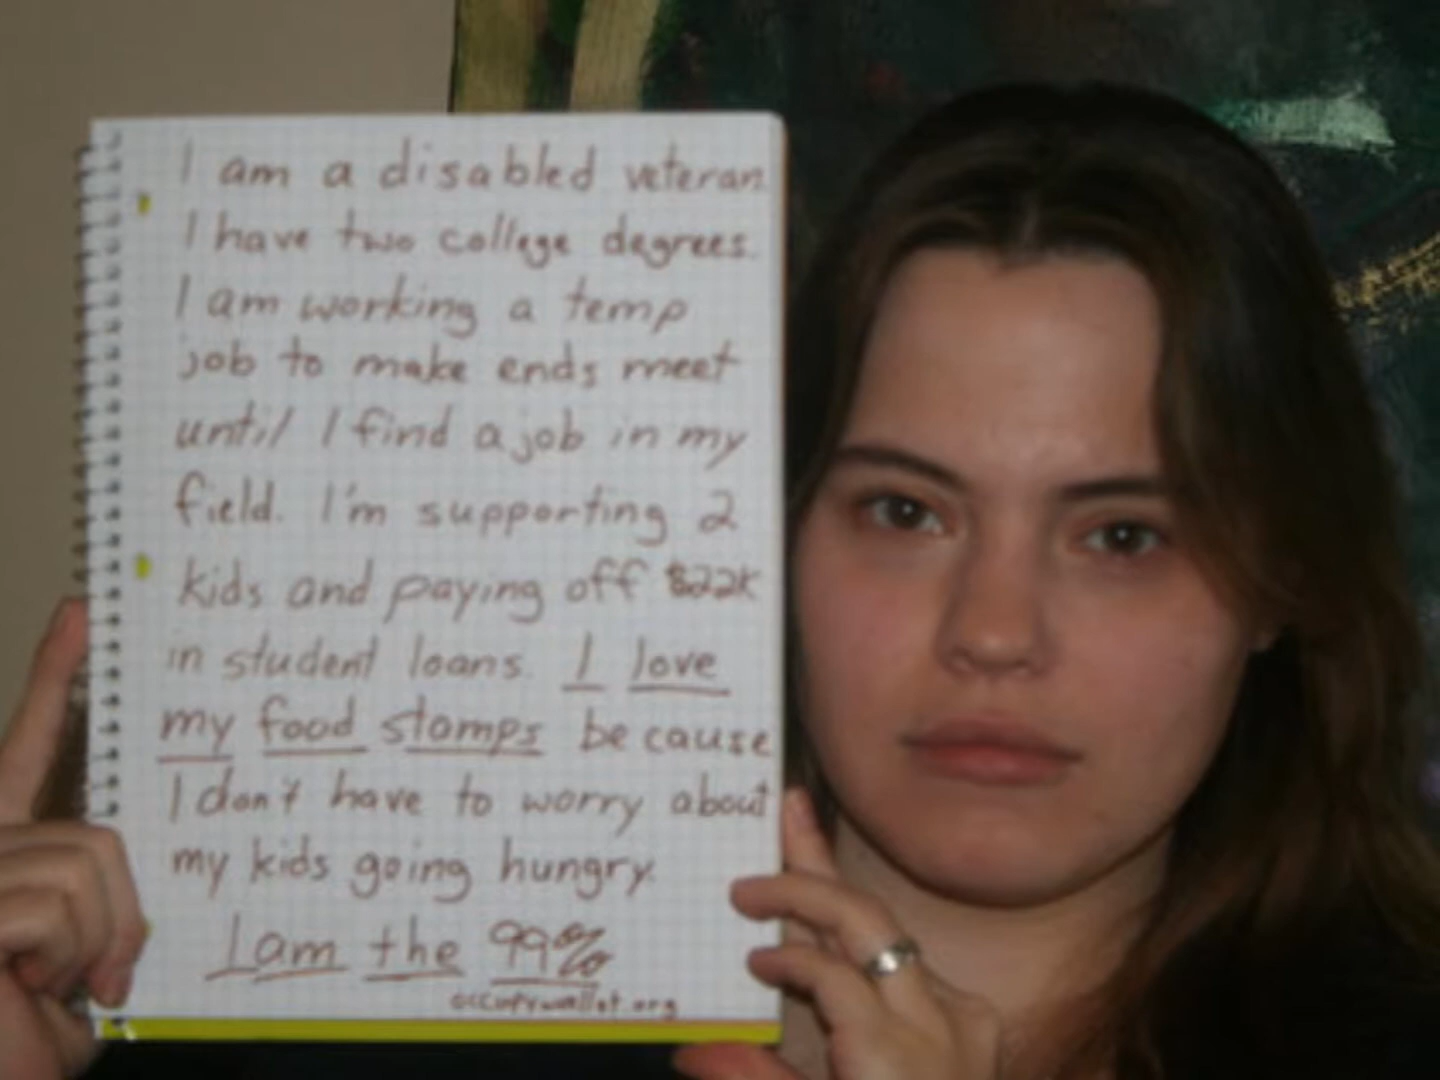 I am a disabled veteran
I have two college degrees.
I am working a temp
job to make ends meet
until I find a job in my
field. I'm supporting 2
kids and paying off $22K
in student loans. I love
my food stamps because
I don't have to worry about
my kids going hungry.
I am the 99%